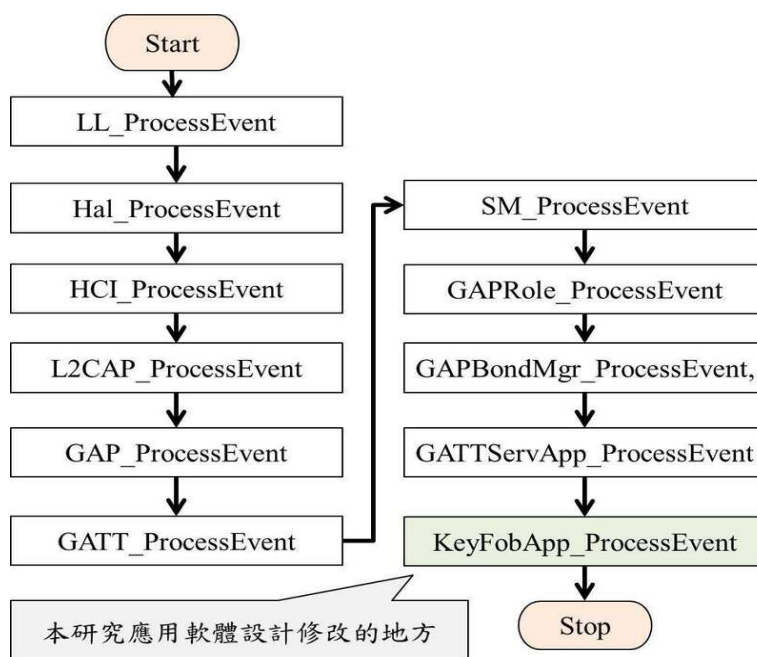 Start
LL_ProcessEvent
Hal_ProcessEvent
HCI_ProcessEvent
L2CAP_ProcessEvent
GAP_ProcessEvent
GATT_ProcessEvent
SM_ProcessEvent
GAPRole_ProcessEvent
GAPBondMgr_ProcessEvent,
GATTServApp_ProcessEvent
KeyFobApp_ProcessEvent
Stop
本研究應用軟體設計修改的地方